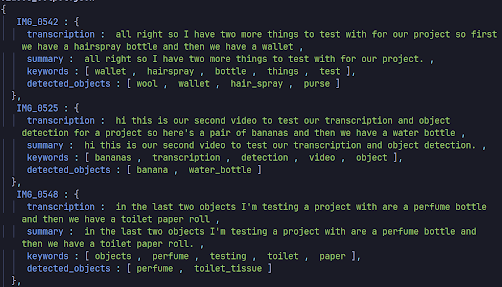 {
IMG_0542 : {
transcription : all right so I have two more things to test with for our project so first
we have a hairspray bottle and then we have a wallet ,
summary : all right so I have two more things to test with for our project. ,
keywords : [ wallet , hairspray , bottle , things , test ],
detected_objects : [ wool , wallet , hair_spray , purse ]
},
IMG_0525 : {
transcription : hi this is our second video to test our transcription and object
detection for a project so here's a pair of bananas and then we have a water bottle ,
summary : hi this is our second video to test our transcription and object detection. ,
keywords : [ bananas , transcription , detection , video , object ],
detected_objects : [ banana , water_bottle ]
},
IMG_0548 : {
transcription : in the last two objects I'm testing a project with are a perfume bottle
and then we have a toilet paper roll ,
summary : in the last two objects I'm testing a project with are a perfume bottle and
then we have a toilet paper roll. ,
keywords : [ objects , perfume , testing , toilet , paper ],
detected_objects : [ perfume , toilet_tissue ]
},